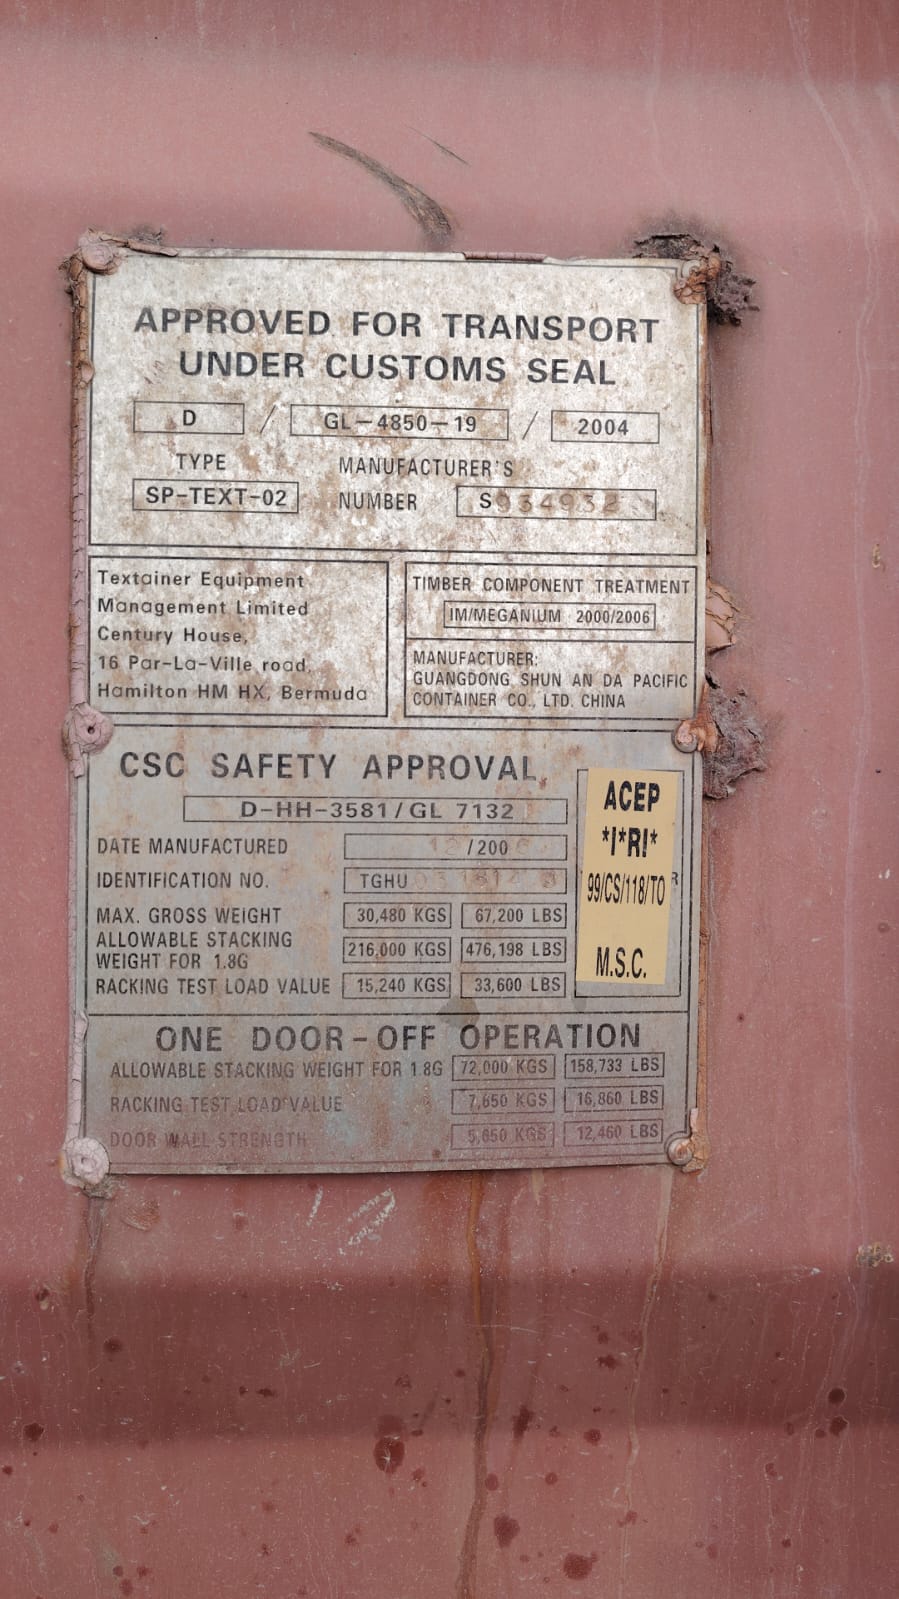 APPROVED FOR TRANSPORT
UNDER CUSTOMS SEAL
D / GL-4850-19 / 2004
TYPE
SP-TEXT-02
MANUFACTURER'S
NUMBER
Textainer Equipment
Management Limited
Century House,
16 Par-La-Ville road,
Hamilton HM HX, Bermuda
TIMBER COMPONENT TREATMENT
IM/MEGANIUM 2000/2006
MANUFACTURER:
GUANGDONG SHUN AN DA PACIFIC
CONTAINER CO., LTD. CHINA
CSC SAFETY APPROVAL
D-HH-3581/GL 7132
DATE MANUFACTURED
IDENTIFICATION NO. TGHU
MAX. GROSS WEIGHT 30,480 KGS 67,200 LBS
ALLOWABLE STACKING
WEIGHT FOR 1.8G 216,000 KGS 476,198 LBS
RACKING TEST LOAD VALUE 15,240 KGS 33,600 LBS
ACEP
*I*RI*
99/CS/118/TO
M.S.C.
ONE DOOR-OFF OPERATION
ALLOWABLE STACKING WEIGHT FOR 1.8G 72,000 KGS 158,733 LBS
RACKING TEST LOAD VALUE 7,650 KGS 16,860 LBS
DOOR WALL STRENGTH 5,650 KGS 12,460 LBS